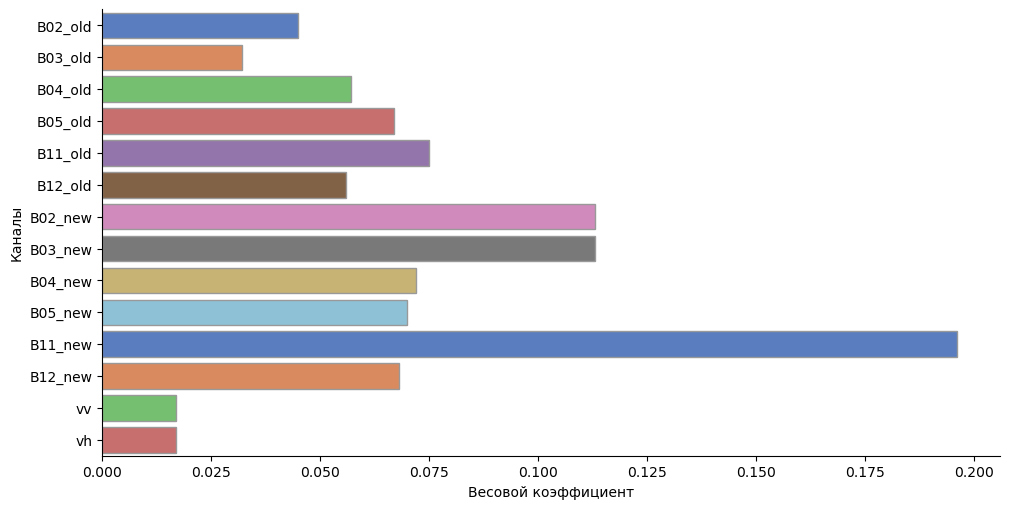 B02_old
B03_old
B04_old
B05_old
B11_old
B12_old
B02_new
B03_new
B04_new
B05_new
B11_new
B12_new
vv
vh
Каналы
0.000 0.025 0.050 0.075 0.100 0.125 0.150 0.175 0.200
Весовой коэффициент